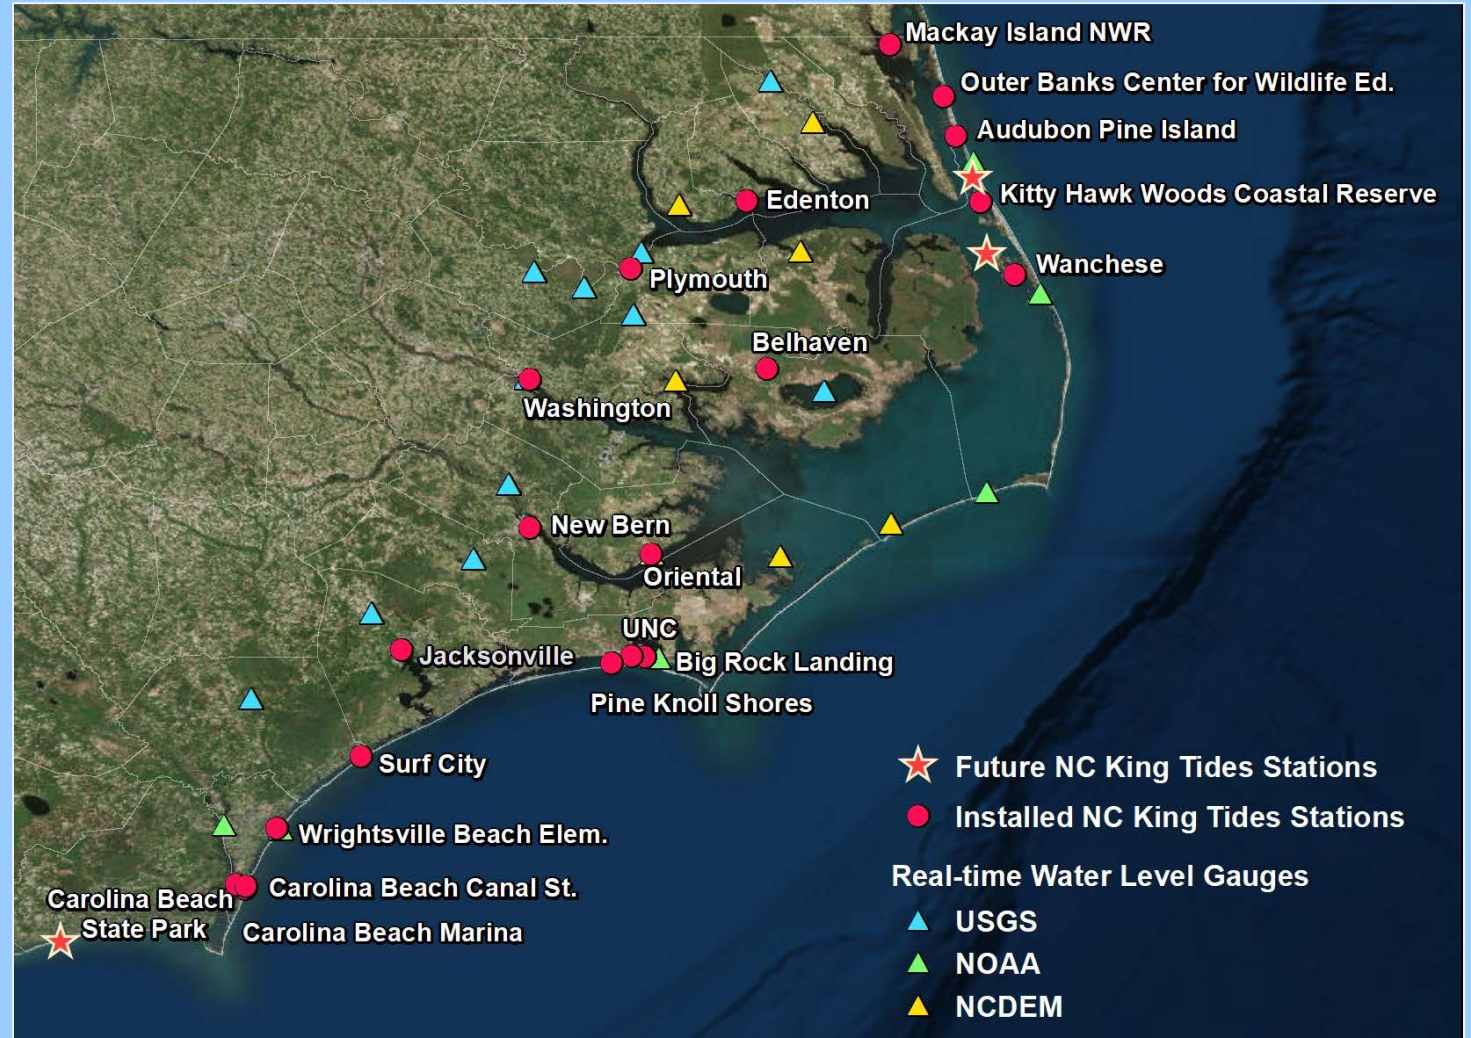 Mackay Island NWR
Outer Banks Center for Wildlife Ed.
Audubon Pine Island
Kitty Hawk Woods Coastal Reserve
Edenton
Wanchese
Plymouth
Belhaven
Washington
New Bern
Oriental
UNC
Jacksonville
Big Rock Landing
Pine Knoll Shores
Surf City
Wrightsville Beach Elem.
Carolina Beach Canal St.
Carolina Beach
State Park
Carolina Beach Marina
Future NC King Tides Stations
Installed NC King Tides Stations
Real-time Water Level Gauges
USGS
NOAA
NCDEM